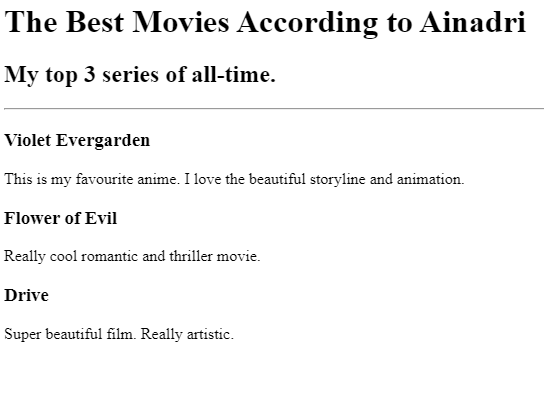 The Best Movies According to Ainadri
My top 3 series of all-time.
Violet Evergarden
This is my favourite anime. I love the beautiful storyline and animation.
Flower of Evil
Really cool romantic and thriller movie.
Drive
Super beautiful film. Really artistic.